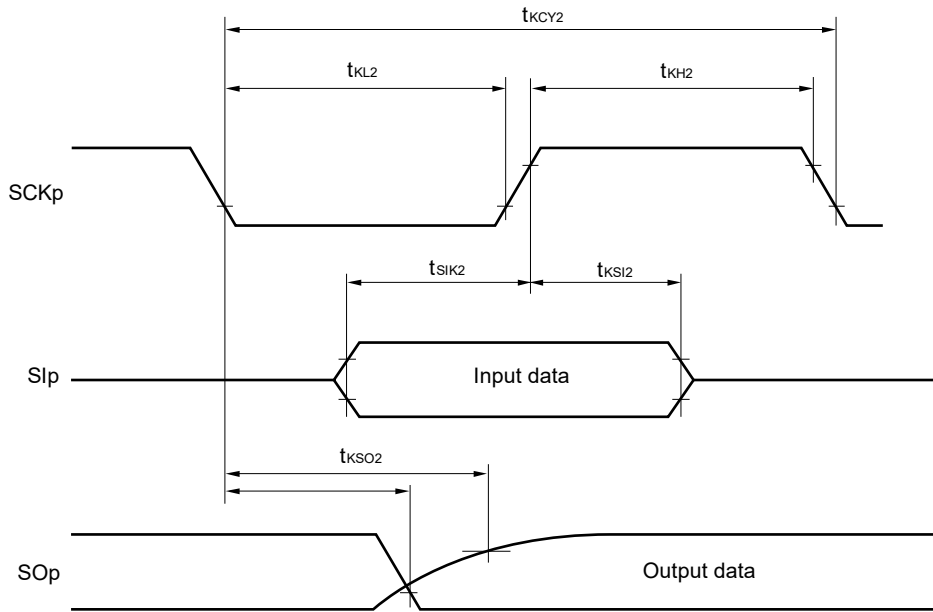 tKCY2
tKL2
tKH2
SCKp
tSIK2
tKSI2
SIp
Input data
tKSO2
SOp
Output data